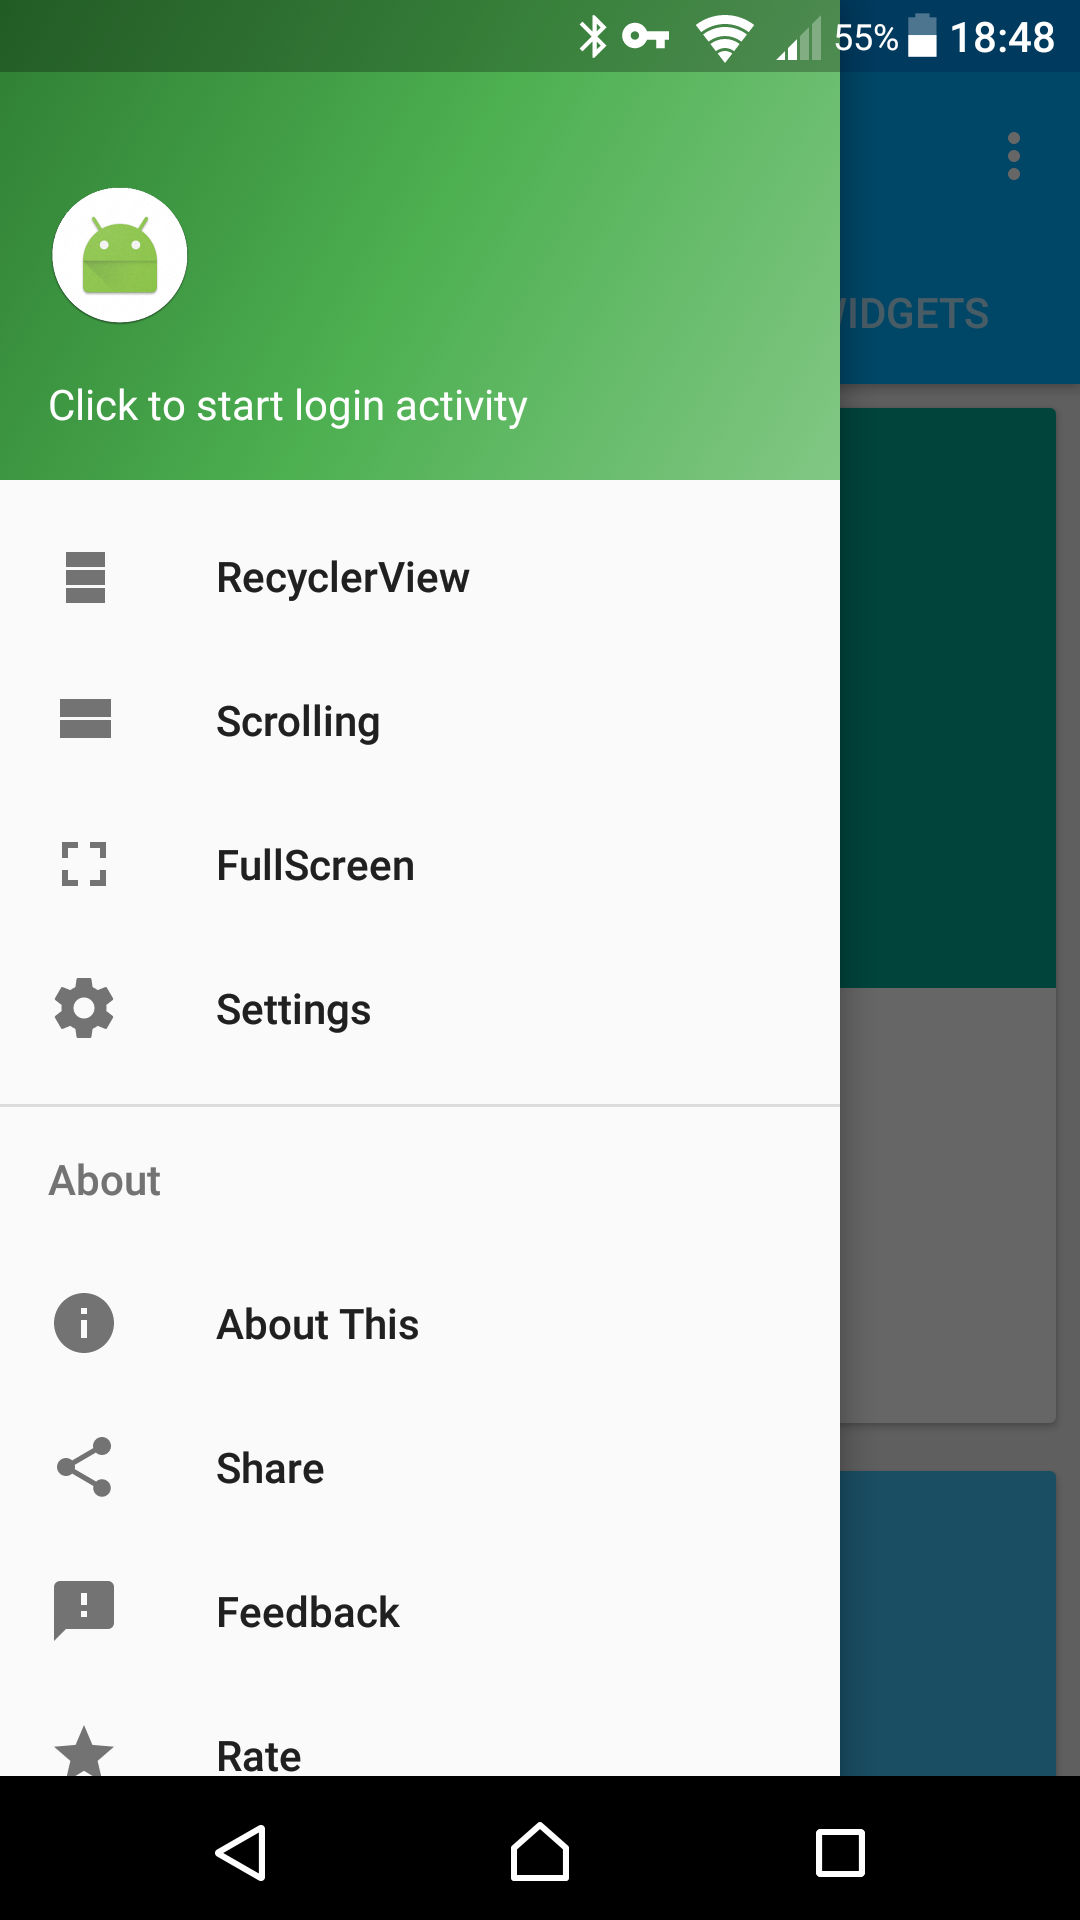 55% 18:48
IDGETS
Click to start login activity
RecyclerView
Scrolling
FullScreen
Settings
About
About This
Share
Feedback
Rate